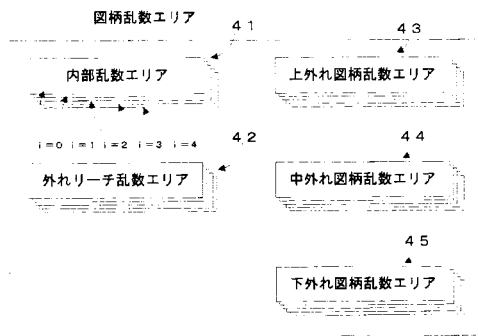 図柄乱数エリア
41
内部乱数エリア
i=0 i=1 i=2 i=3 i=4
42
外れリーチ乱数エリア
43
上外れ図柄乱数エリア
44
中外れ図柄乱数エリア
45
下外れ図柄乱数エリア